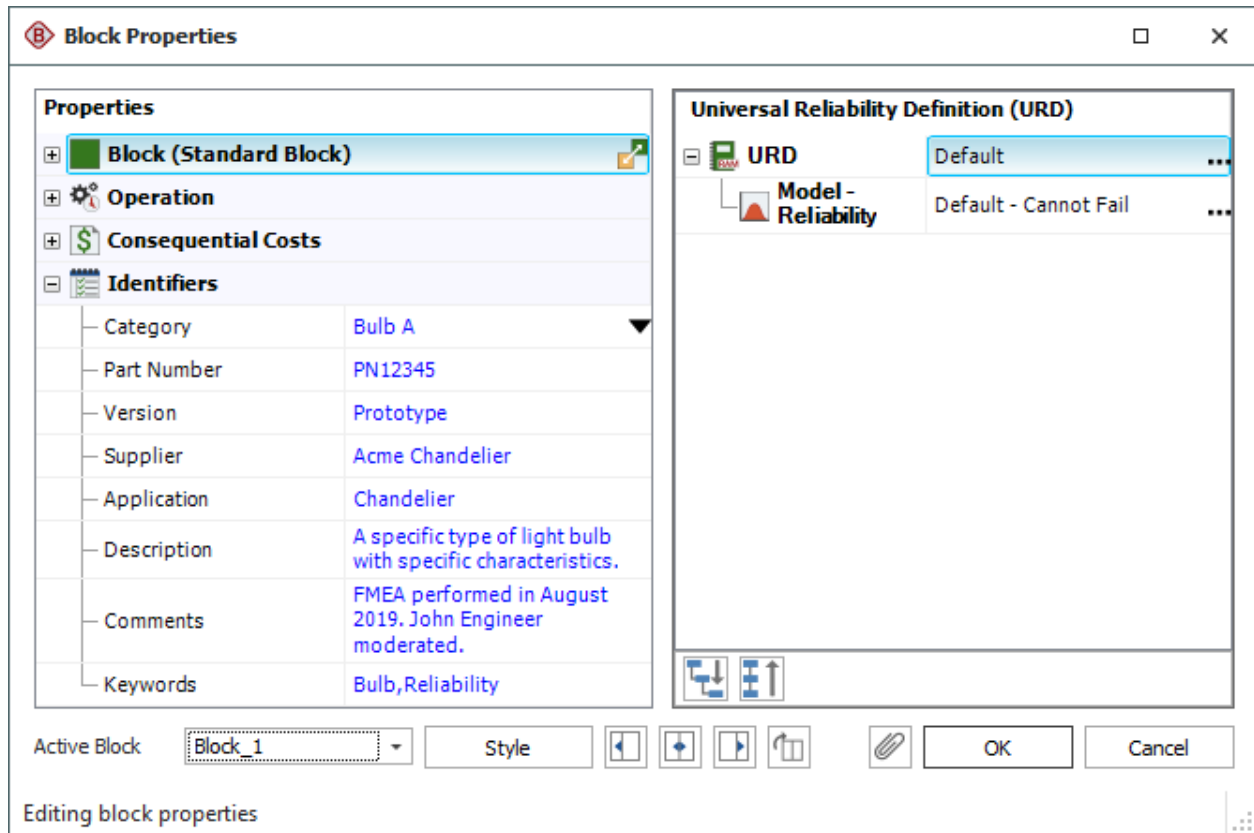 Block Properties
Properties
Block (Standard Block)
Operation
Consequential Costs
Identifiers
Category Bulb A
Part Number PN12345
Version Prototype
Supplier Acme Chandelier
Application Chandelier
Description A specific type of light bulb
with specific characteristics.
Comments FMEA performed in August
2019. John Engineer
moderated.
Keywords Bulb,Reliability
Universal Reliability Definition (URD)
URD Default ...
Model -
Reliability Default - Cannot Fail ...
Active Block Block_1 Style OK Cancel
Editing block properties